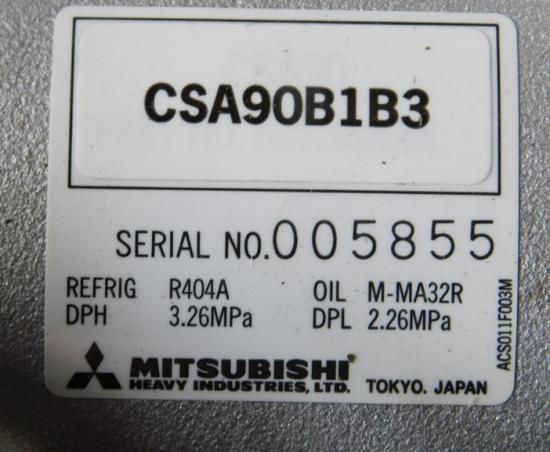 CSA90B1B3
SERIAL NO. 005855
REFRIG R404A OIL M-MA32R
DPH 3.26MPa DPL 2.26MPa
MITSUBISHI
HEAVY INDUSTRIES, LTD. TOKYO. JAPAN
ACS011F003M